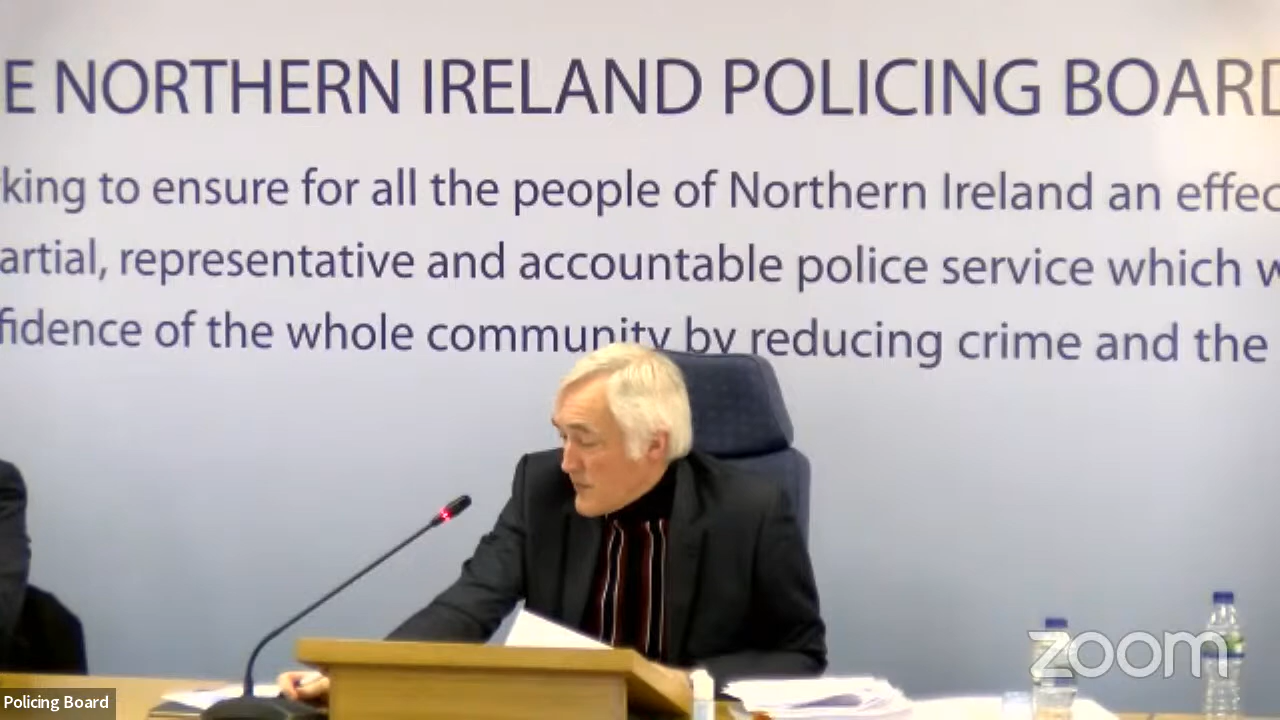 E NORTHERN IRELAND POLICING BOARD
king to ensure for all the people of Northern Ireland an effec
artial, representative and accountable police service which w
fidence of the whole community by reducing crime and the
zoom
Policing Board